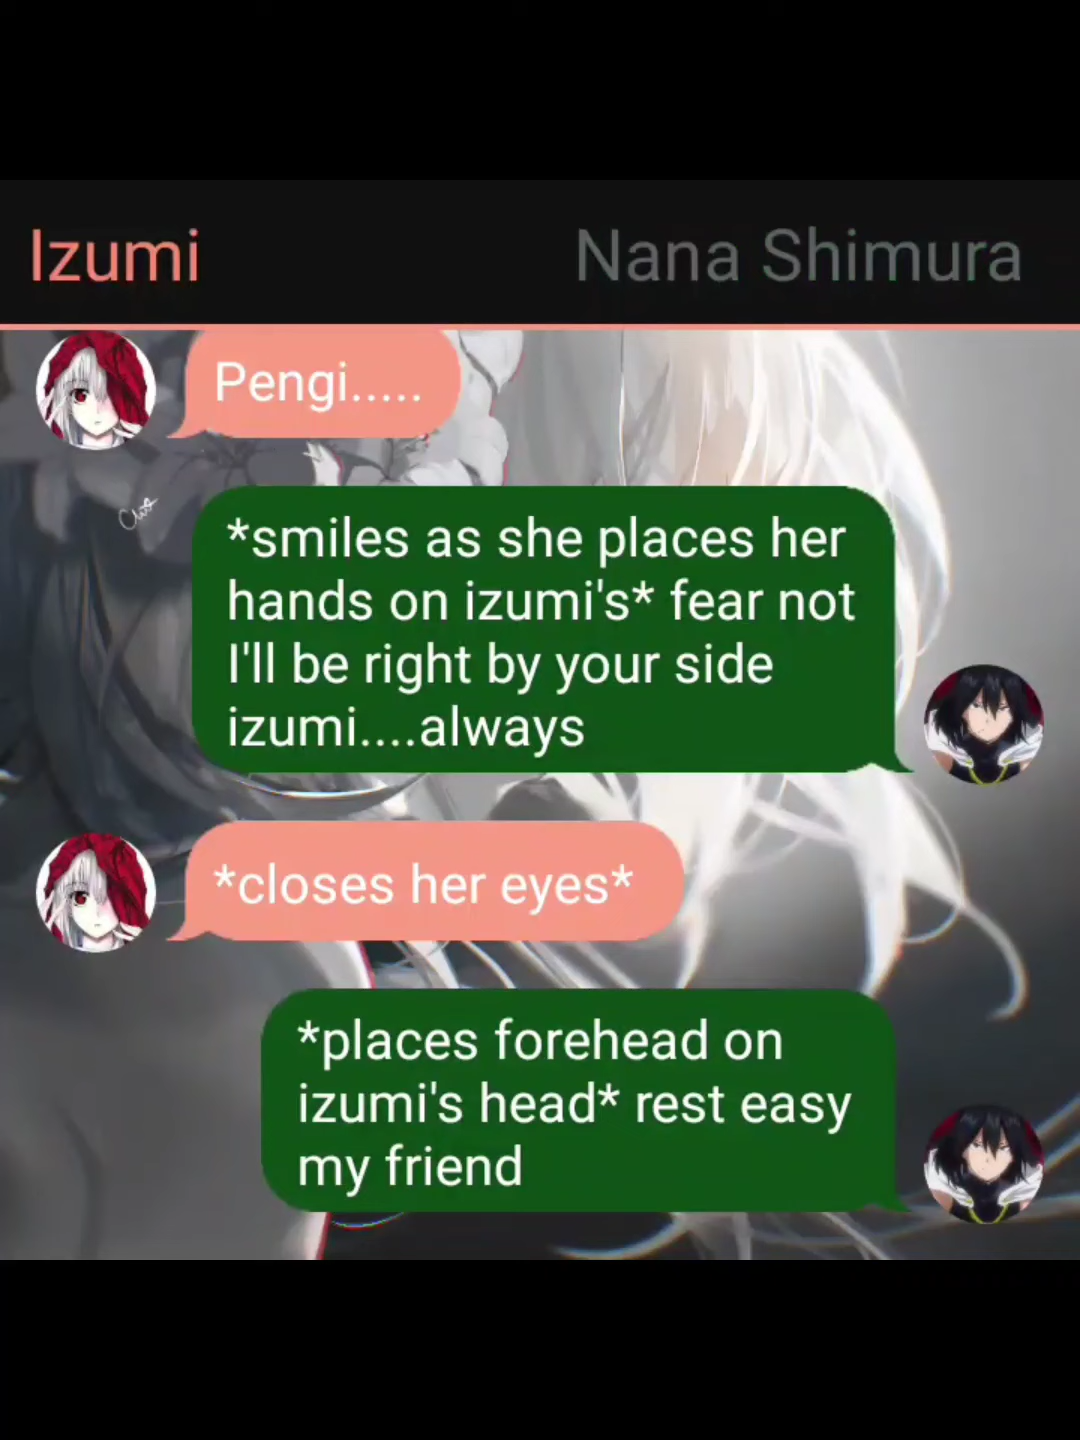 Izumi
Nana Shimura
Pengi.....
*smiles as she places her
hands on izumi's* fear not
I'll be right by your side
izumi....always
*closes her eyes*
*places forehead on
izumi's head* rest easy
my friend